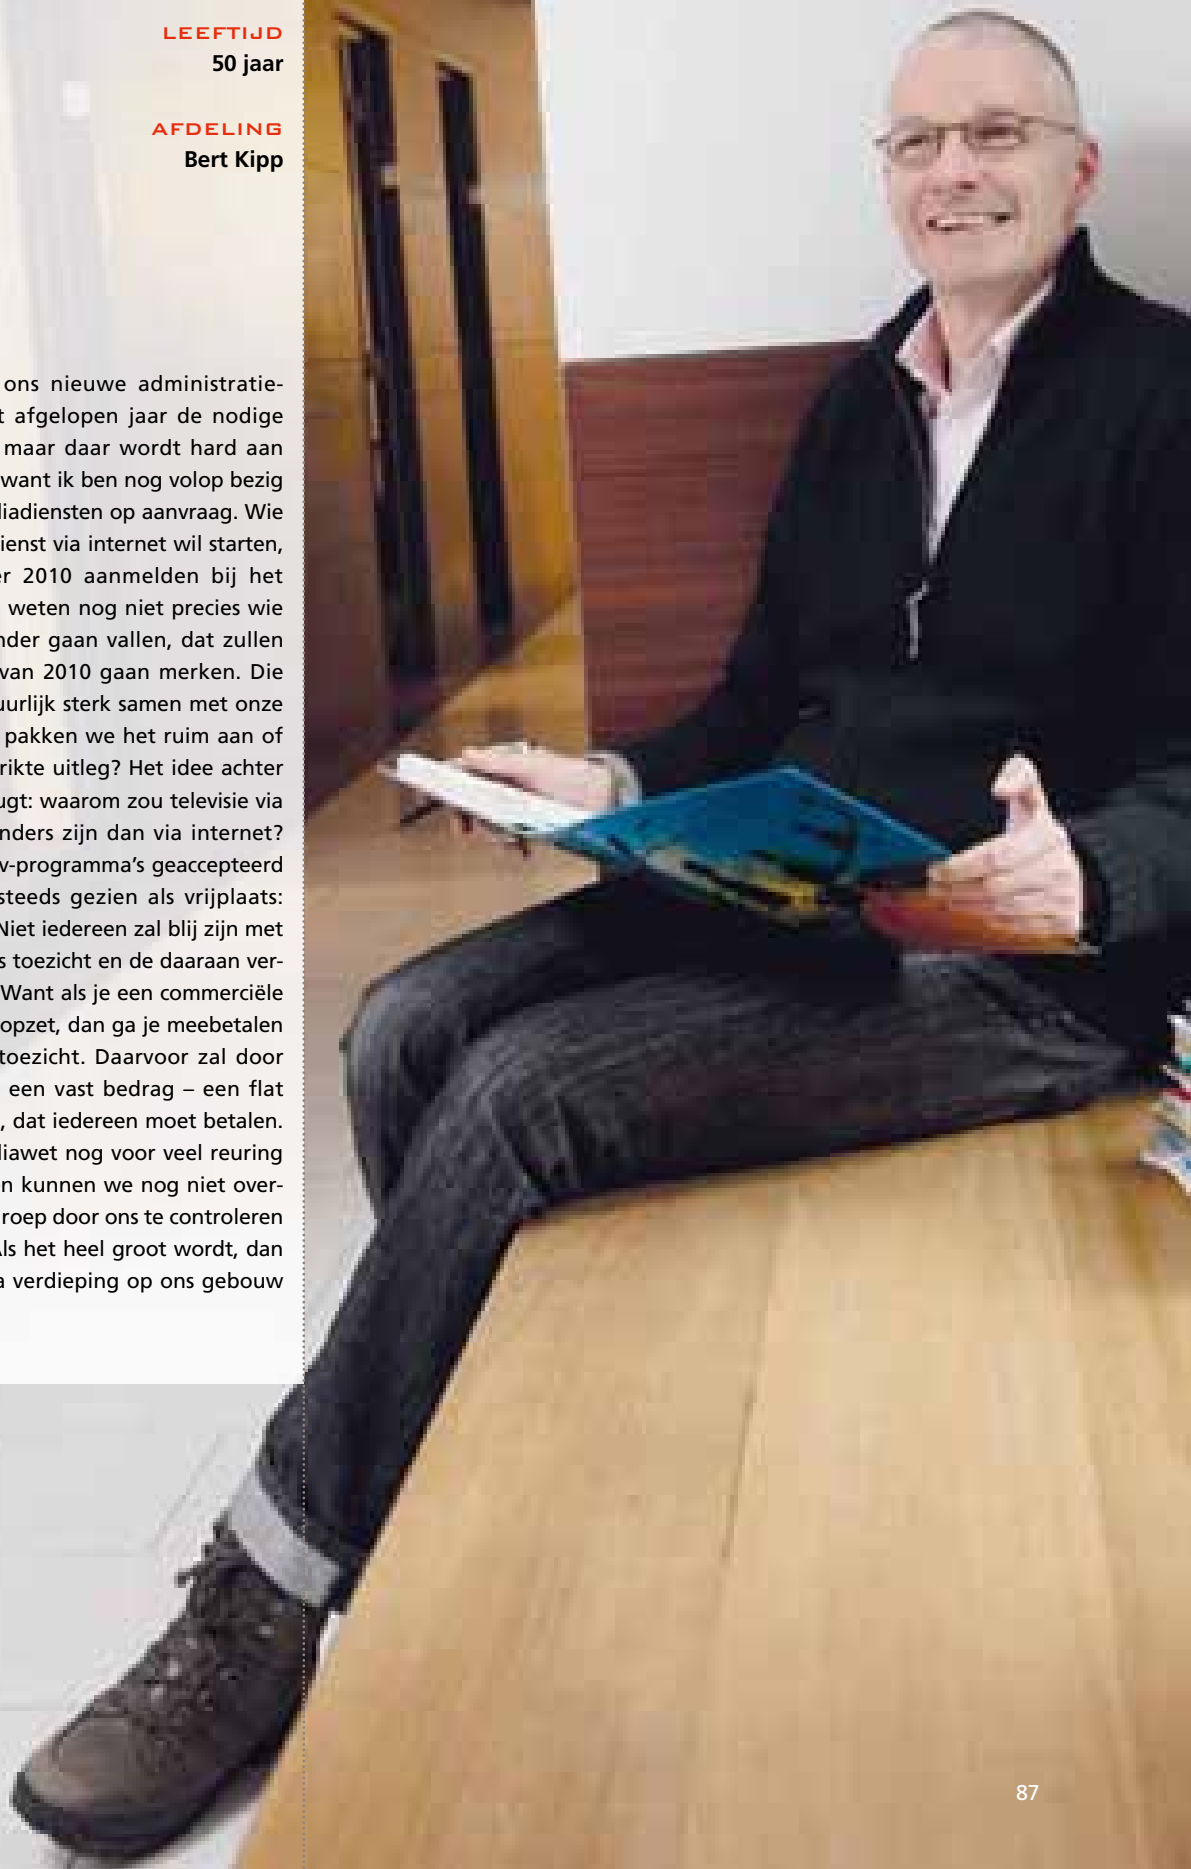 LEEFTIJD
50 jaar
AFDELING
Bert Kipp
ons nieuwe administratie-
t afgelopen jaar de nodige
maar daar wordt hard aan
want ik ben nog volop bezig
liadiensten op aanvraag. Wie
ienst via internet wil starten,
er 2010 aanmelden bij het
weten nog niet precies wie
nder gaan vallen, dat zullen
van 2010 gaan merken. Die
uurlijk sterk samen met onze
pakken we het ruim aan of
rikte uitleg? Het idee achter
ugt: waarom zou televisie via
nders zijn dan via internet?
v-programma’s geaccepteerd
steeds gezien als vrijplaats:
Niet iedereen zal blij zijn met
s toezicht en de daaraan ver-
Want als je een commerciële
opzet, dan ga je meebetalen
toezicht. Daarvoor zal door
een vast bedrag – een flat
, dat iedereen moet betalen.
liawet nog voor veel reuring
n kunnen we nog niet over-
roep door ons te controleren
Als het heel groot wordt, dan
a verdieping op ons gebouw
87